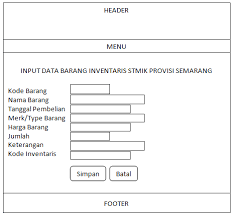 HEADER
MENU
INPUT DATA BARANG INVENTARIS STMIK PROVISI SEMARANG
Kode Barang
Nama Barang
Tanggal Pembelian
Merk/Type Barang
Harga Barang
Jumlah
Keterangan
Kode Inventaris
Simpan Batal
FOOTER